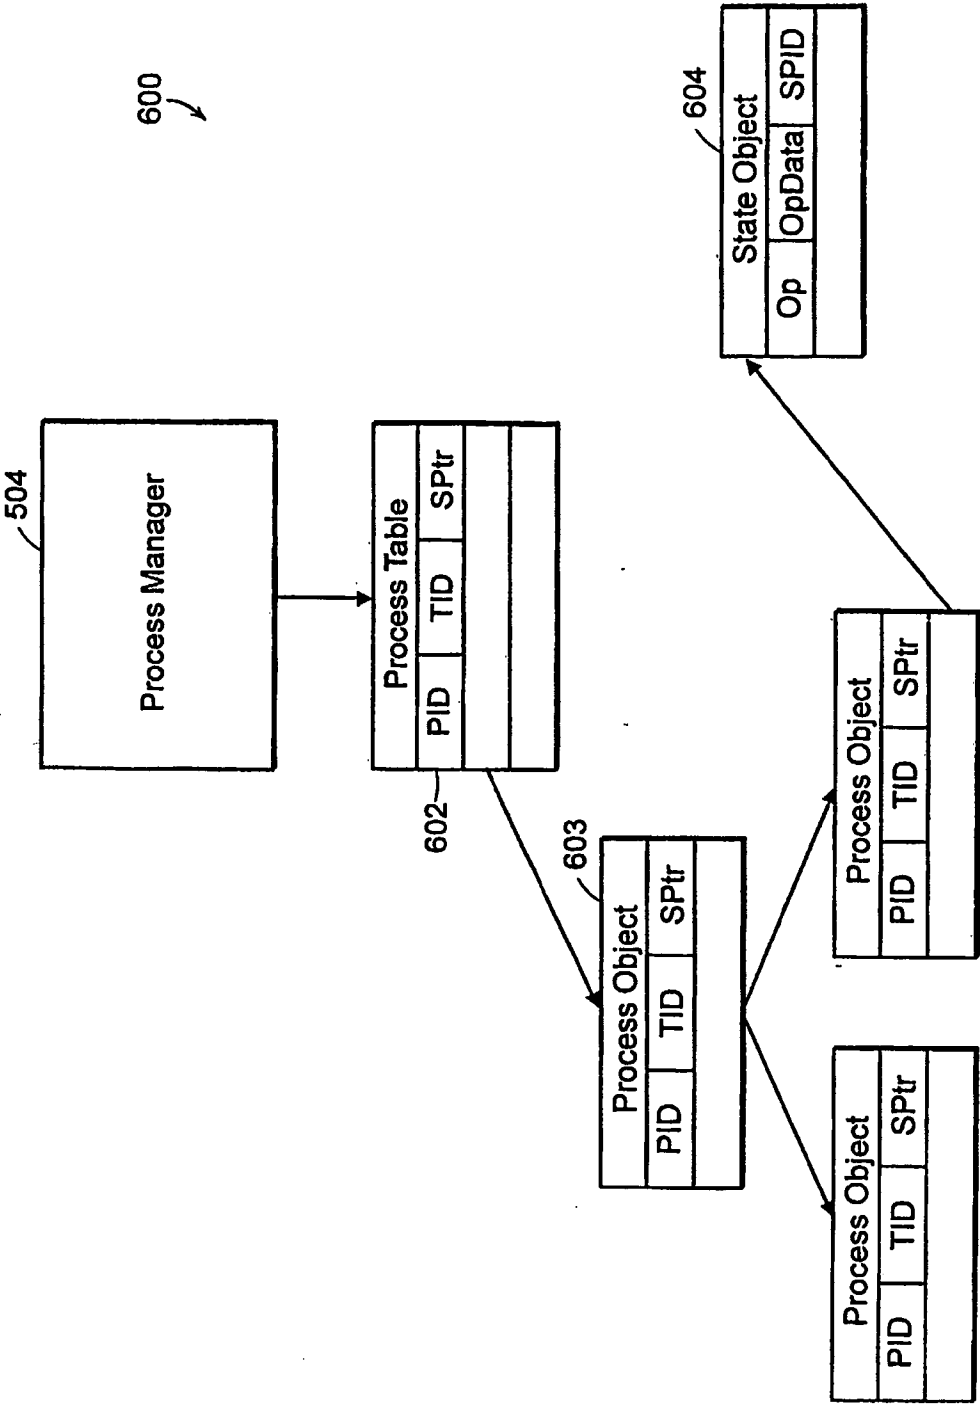 600
504
Process Manager
Process Table
PID TID SPtr
602
603
Process Object
PID TID SPtr
604
State Object
Op OpData SPID
Process Object
PID TID SPtr
Process Object
PID TID SPtr